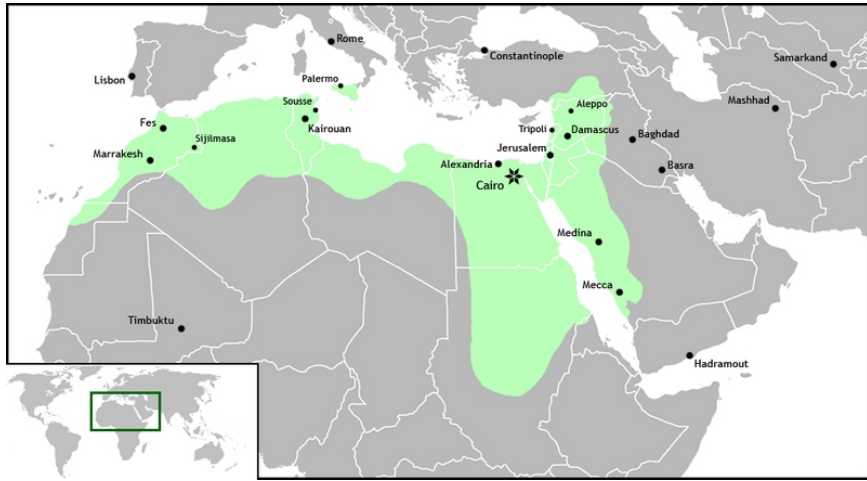 Rome
Constantinople
Samarkand
Lisbon
Palermo
Mashhad
Sousse
Aleppo
Fes
Kairouan
Tripoli
Damascus
Baghdad
Sijilmasa
Jerusalem
Marrakesh
Alexandria
Basra
Cairo
Medina
Mecca
Timbuktu
Hadramout